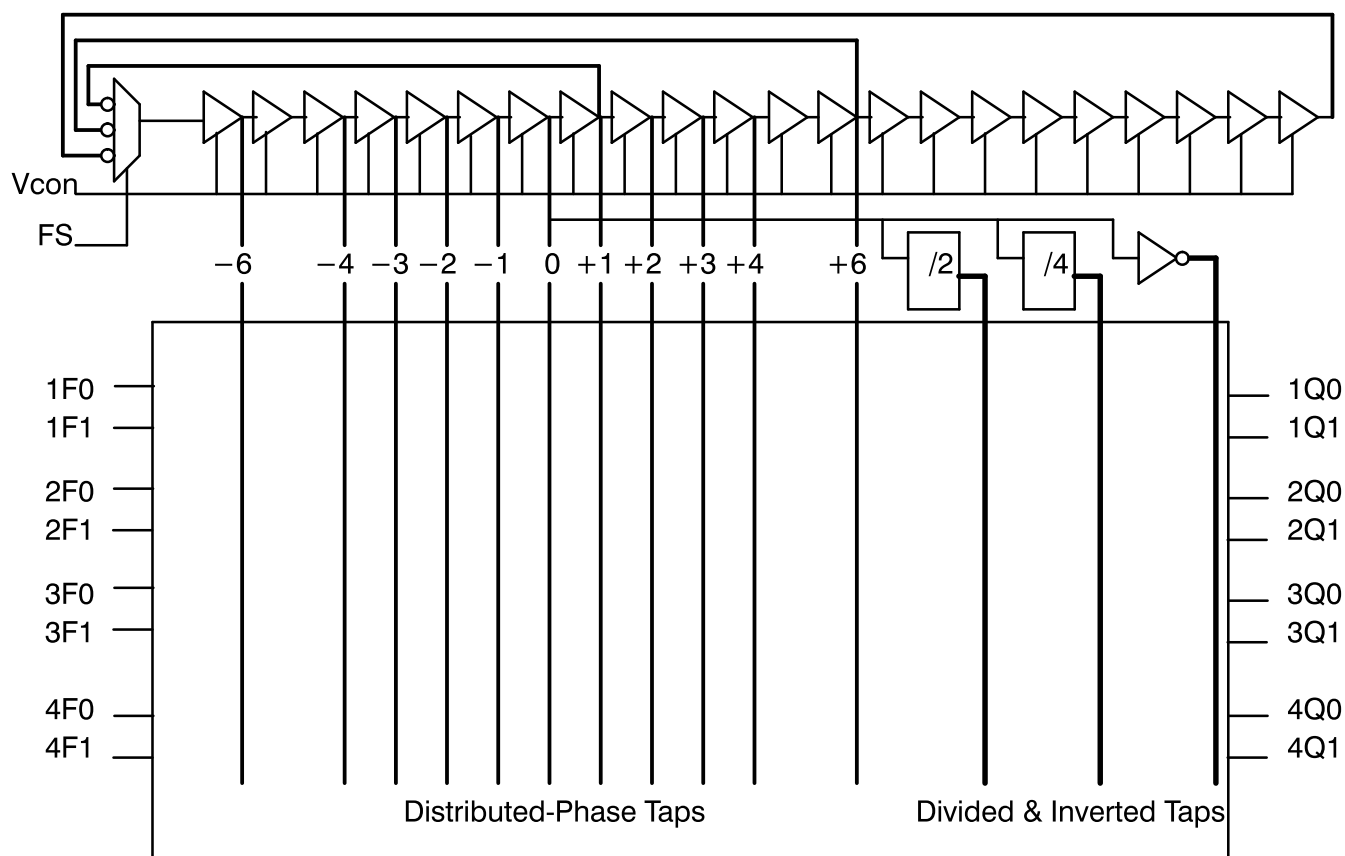 Vcon
FS
−6 −4 −3 −2 −1 0 +1 +2 +3 +4 +6 /2 /4
1F0 1Q0
1F1 1Q1
2F0 2Q0
2F1 2Q1
3F0 3Q0
3F1 3Q1
4F0 4Q0
4F1 4Q1
Distributed-Phase Taps Divided & Inverted Taps